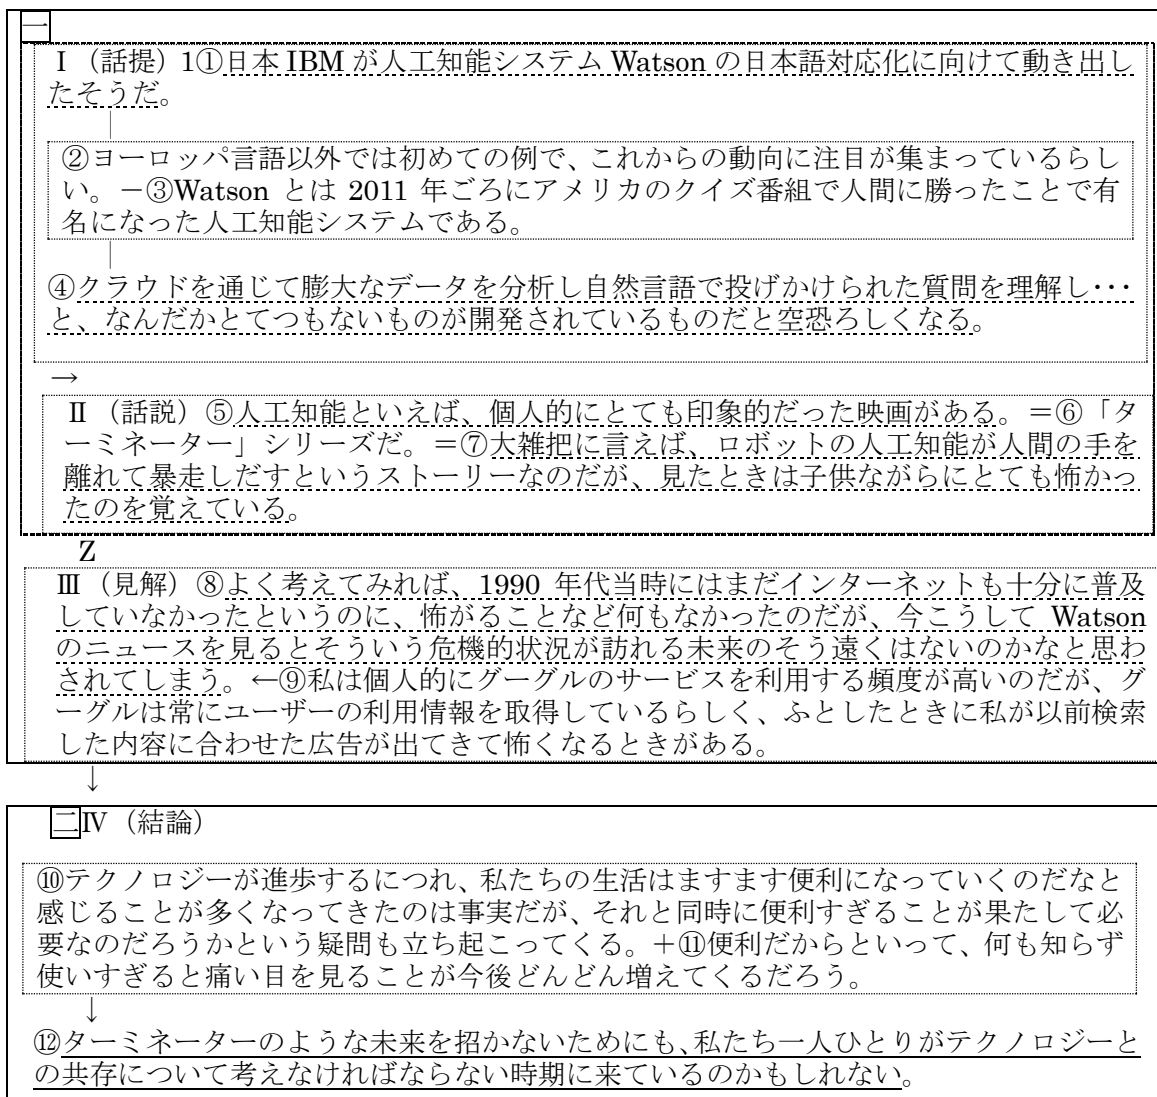 一
Ⅰ（話提）1①日本 IBM が人工知能システム Watson の日本語対応化に向けて動き出し
たそうだ。
｜
②ヨーロッパ言語以外では初めての例で、これからの動向に注目が集まっているらし
い。－③Watson とは 2011 年ごろにアメリカのクイズ番組で人間に勝ったことで有
名になった人工知能システムである。
｜
④クラウドを通じて膨大なデータを分析し自然言語で投げかけられた質問を理解し･･･
と、なんだかとてつもないものが開発されているものだと空恐ろしくなる。
→
Ⅱ（話説）⑤人工知能といえば、個人的にとても印象的だった映画がある。＝⑥「タ
ーミネーター」シリーズだ。＝⑦大雑把に言えば、ロボットの人工知能が人間の手を
離れて暴走しだすというストーリーなのだが、見たときは子供ながらにとても怖かっ
たのを覚えている。
Z
Ⅲ（見解）⑧よく考えてみれば、1990 年代当時にはまだインターネットも十分に普及
していなかったというのに、怖がることなど何もなかったのだが、今こうして Watson
のニュースを見るとそういう危機的状況が訪れる未来のそう遠くはないのかなと思わ
されてしまう。←⑨私は個人的にグーグルのサービスを利用する頻度が高いのだが、グ
ーグルは常にユーザーの利用情報を取得しているらしく、ふとしたときに私が以前検索
した内容に合わせた広告が出てきて怖くなるときがある。
↓
二Ⅳ（結論）
⑩テクノロジーが進歩するにつれ、私たちの生活はますます便利になっていくのだなと
感じることが多くなってきたのは事実だが、それと同時に便利すぎることが果たして必
要なのだろうかという疑問も立ち起こってくる。＋⑪便利だからといって、何も知らず
使いすぎると痛い目を見ることが今後どんどん増えてくるだろう。
↓
⑫ターミネーターのような未来を招かないためにも、私たち一人ひとりがテクノロジーと
の共存について考えなければならない時期に来ているのかもしれない。